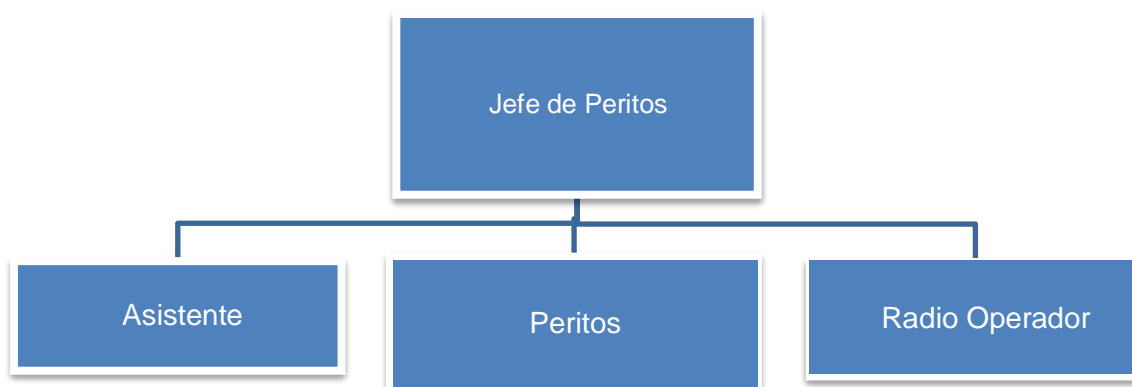 Jefe de Peritos
Asistente
Peritos
Radio Operador